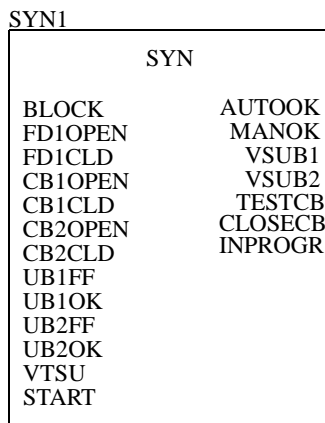 SYN1
SYN
BLOCK AUTOOK
FD1OPEN MANOK
FD1CLD VSUB1
CB1OPEN VSUB2
CB1CLD TESTCB
CB2OPEN CLOSECB
CB2CLD INPROGR
UB1FF
UB1OK
UB2FF
UB2OK
VTSU
START